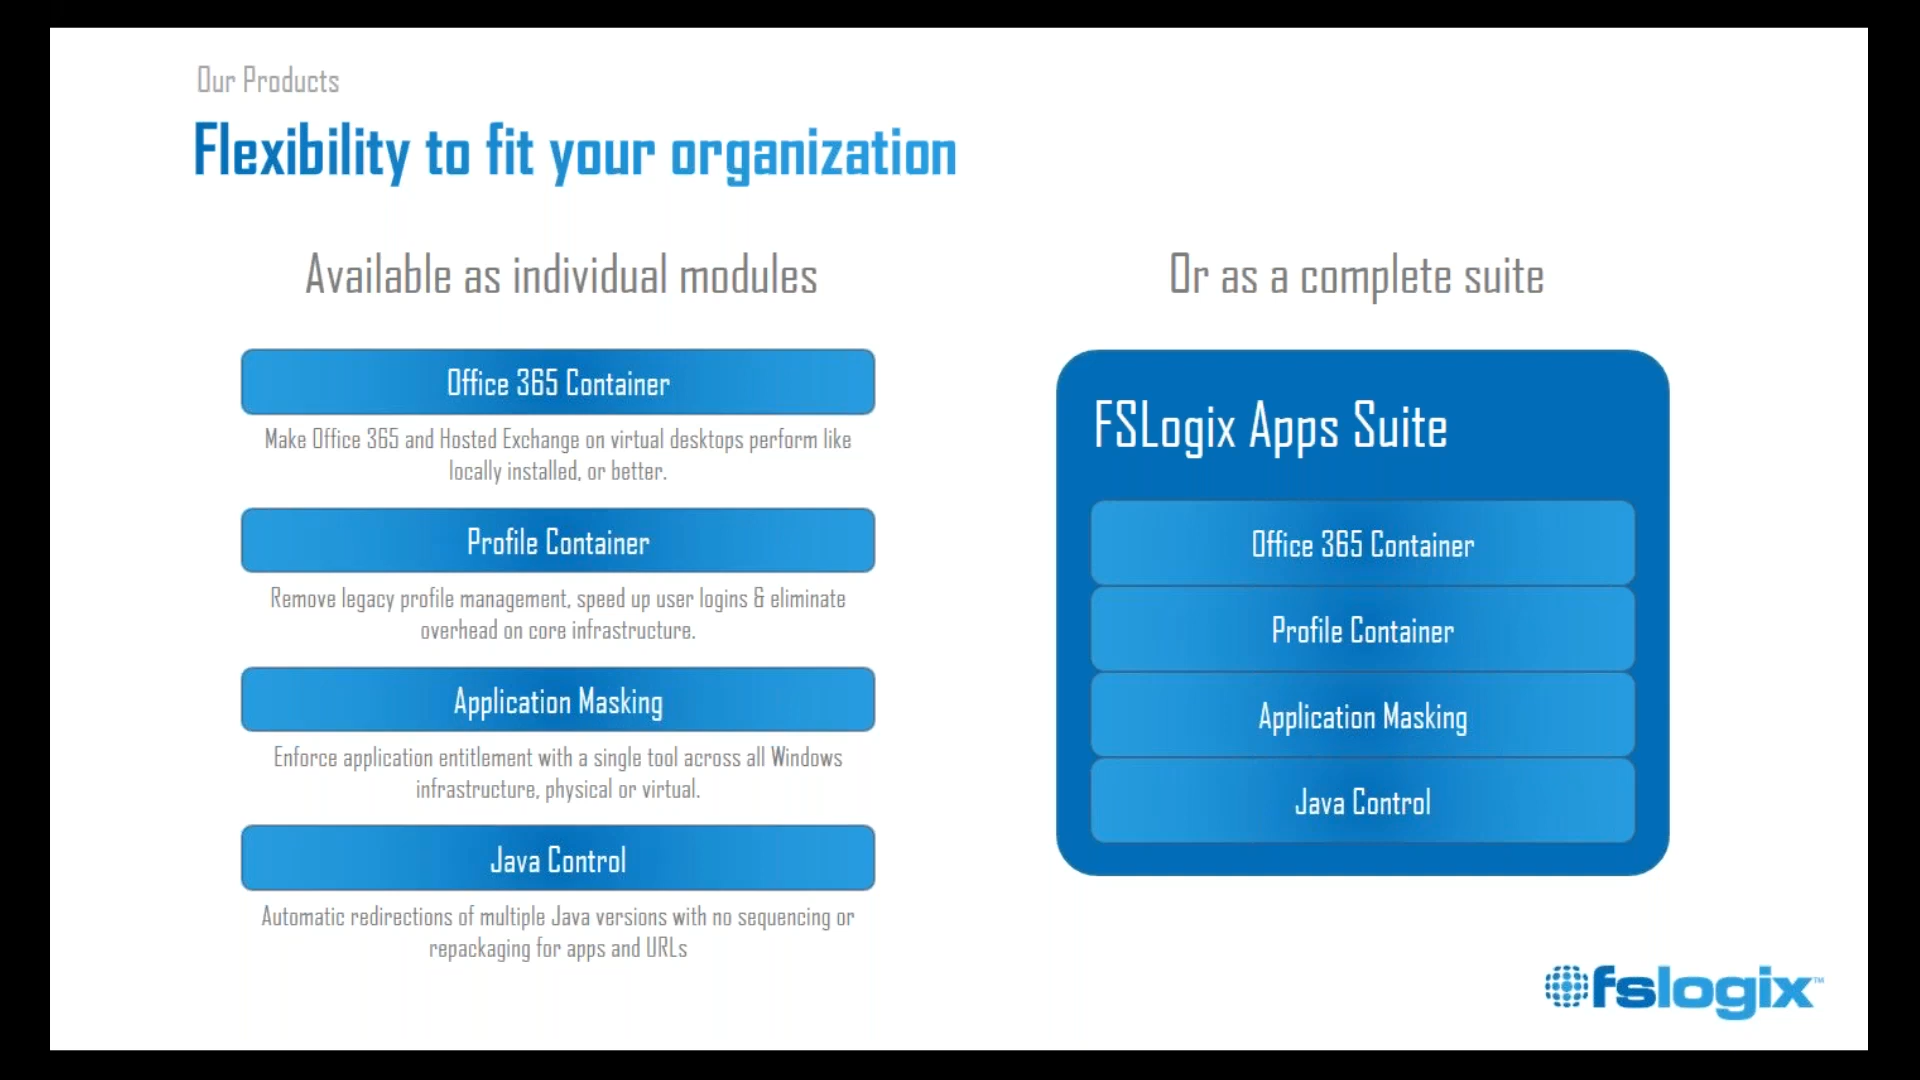 Our Products
Flexibility to fit your organization
Available as individual modules
Office 365 Container
Make Office 365 and Hosted Exchange on virtual desktops perform like
locally installed, or better.
Profile Container
Remove legacy profile management, speed up user logins & eliminate
overhead on core infrastructure.
Application Masking
Enforce application entitlement with a single tool across all Windows
infrastructure, physical or virtual.
Java Control
Automatic redirections of multiple Java versions with no sequencing or
repackaging for apps and URLs
Or as a complete suite
FSLogix Apps Suite
Office 365 Container
Profile Container
Application Masking
Java Control
fslogix™